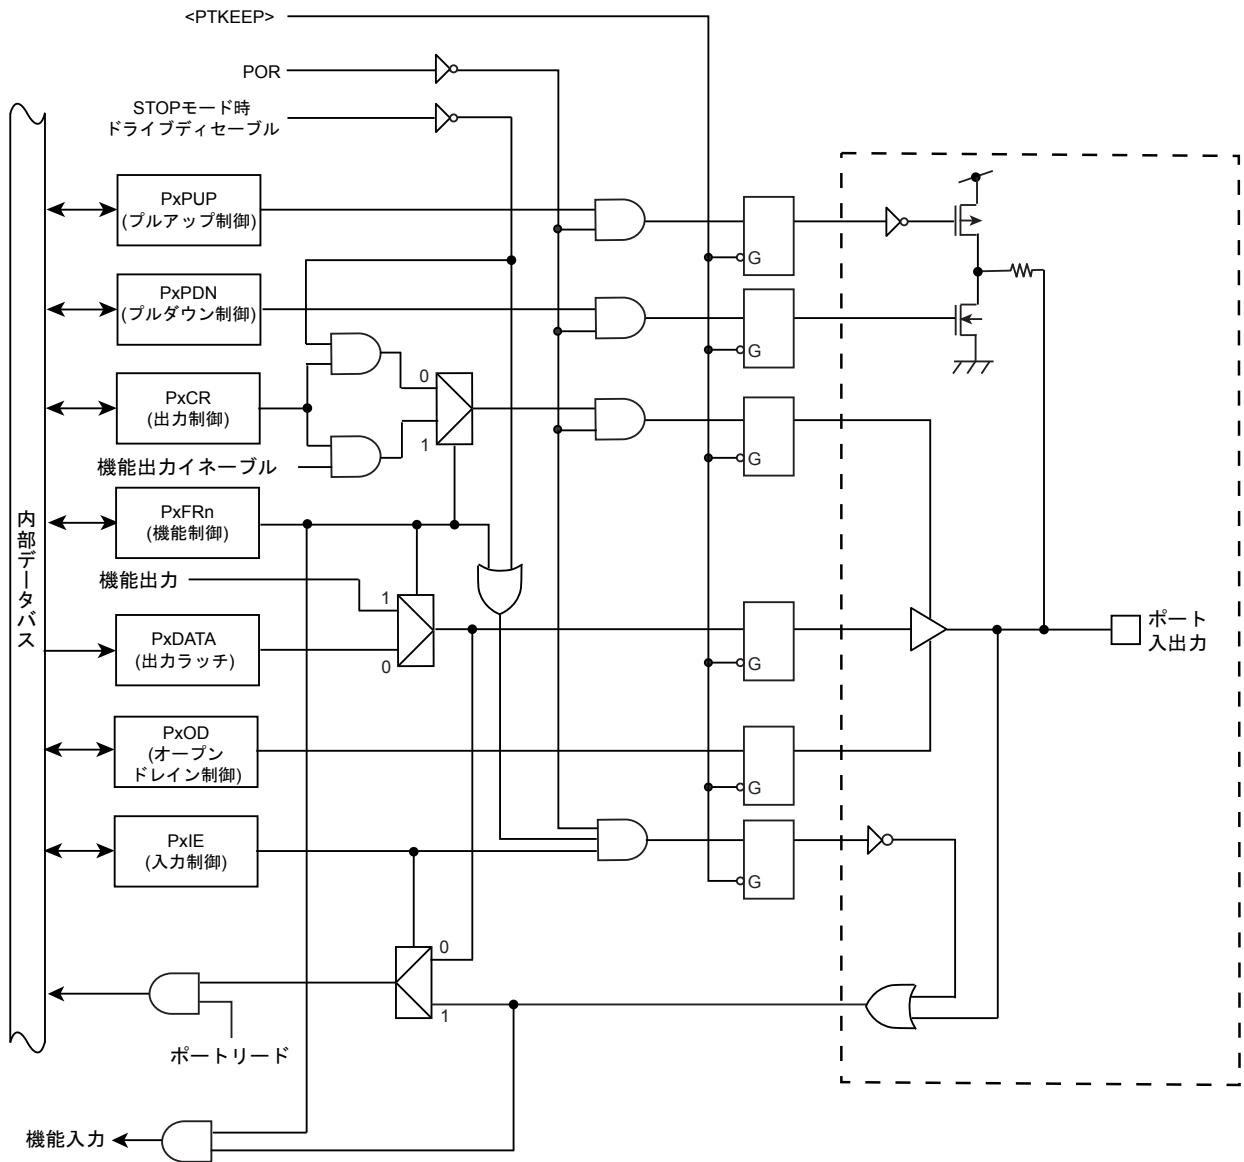 <PTKEEP>
POR
STOPモード時
ドライブディセーブル
PxPUP
(プルアップ制御)
G
PxPDN
(プルダウン制御)
G
PxCR
(出力制御)
0
1
G
機能出力イネーブル
PxFRn
(機能制御)
機能出力
1
0
PxDATA
(出力ラッチ)
G
ポート
入出力
PxOD
(オープン
ドレイン制御)
G
PxIE
(入力制御)
G
0
1
ポートリード
機能入力
内部データバス